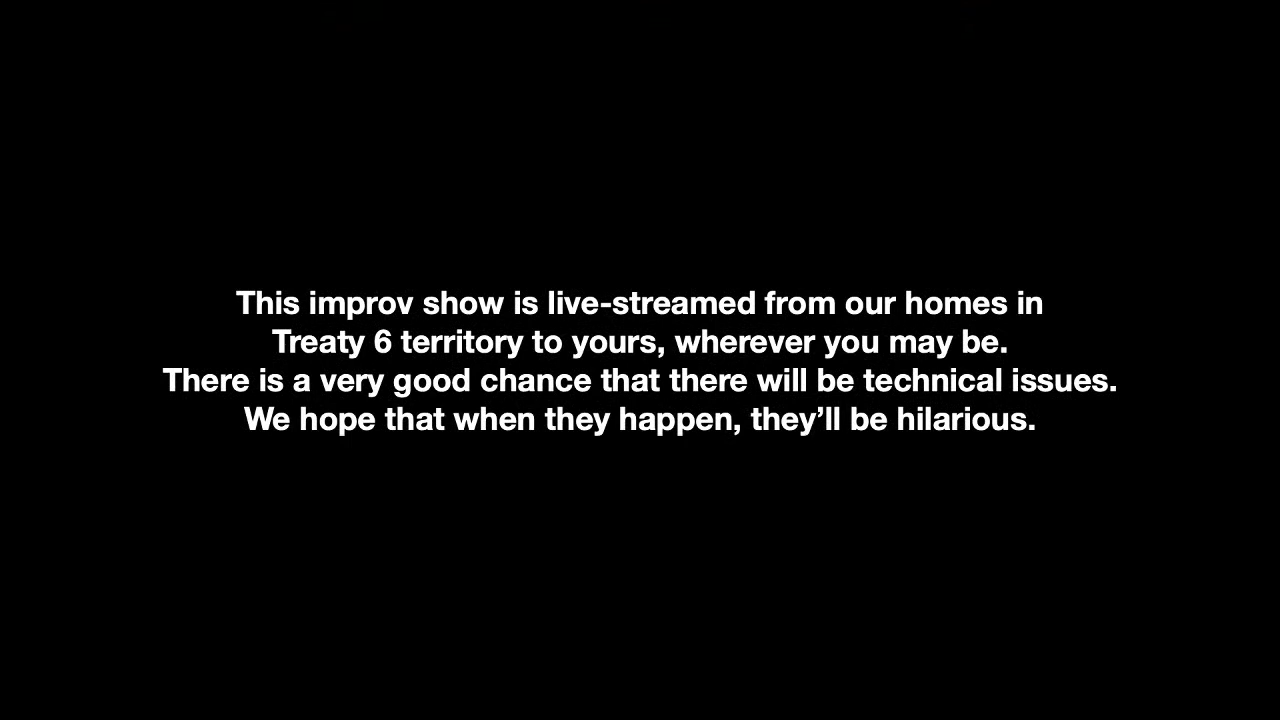 This improv show is live-streamed from our homes in
Treaty 6 territory to yours, wherever you may be.
There is a very good chance that there will be technical issues.
We hope that when they happen, they’ll be hilarious.